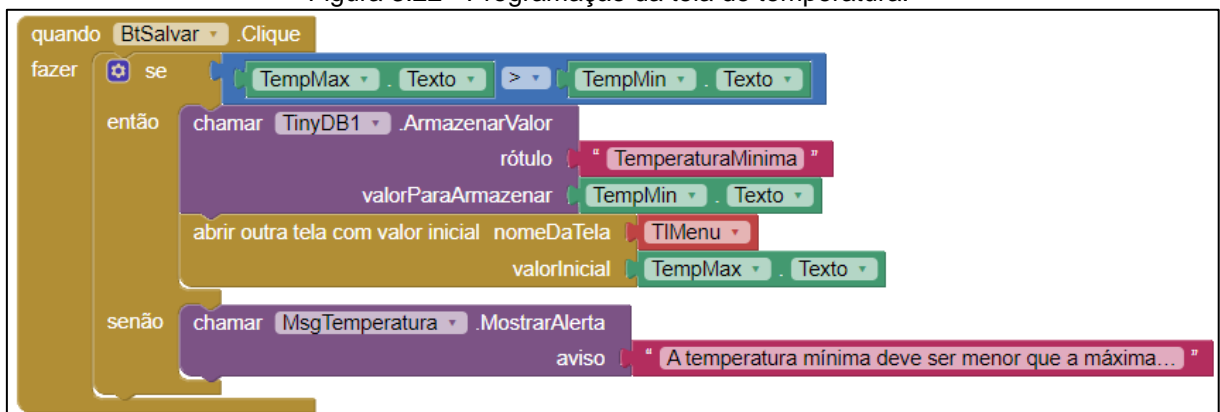 quando BtSalvar .Clique
fazer se TempMax . Texto > TempMin . Texto
então chamar TinyDB1 .ArmazenarValor
rótulo " TemperaturaMinima "
valorParaArmazenar TempMin . Texto
abrir outra tela com valor inicial nomeDaTela TlMenu
valorInicial TempMax . Texto
senão chamar MsgTemperatura .MostrarAlerta
aviso " A temperatura mínima deve ser menor que a máxima... "